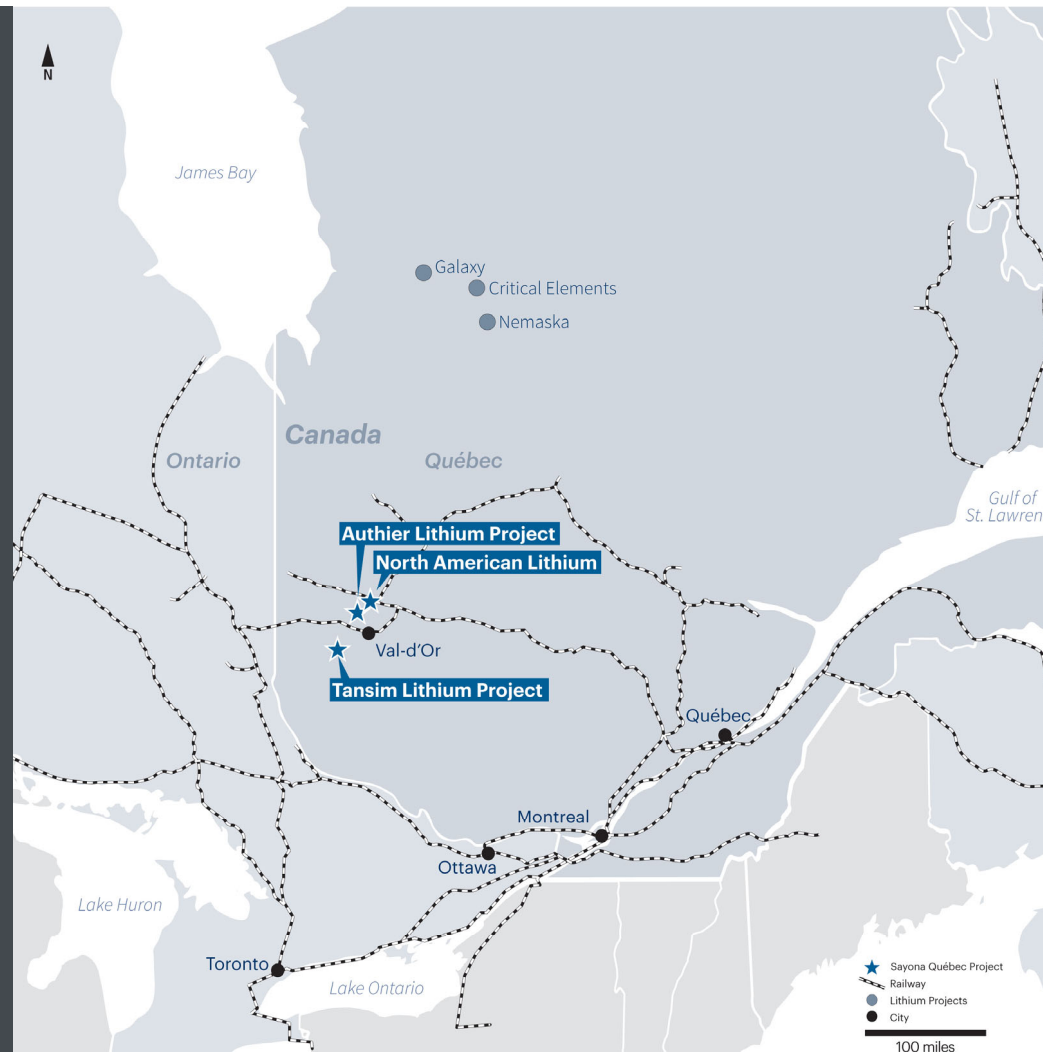 N
James Bay
Galaxy
Critical Elements
Nemaska
Canada
Ontario
Québec
Gulf of
St. Lawren
Authier Lithium Project
North American Lithium
Val-d’Or
Tansim Lithium Project
Québec
Montreal
Ottawa
Lake Huron
Toronto
Lake Ontario
Sayona Québec Project
Railway
Lithium Projects
City
100 miles